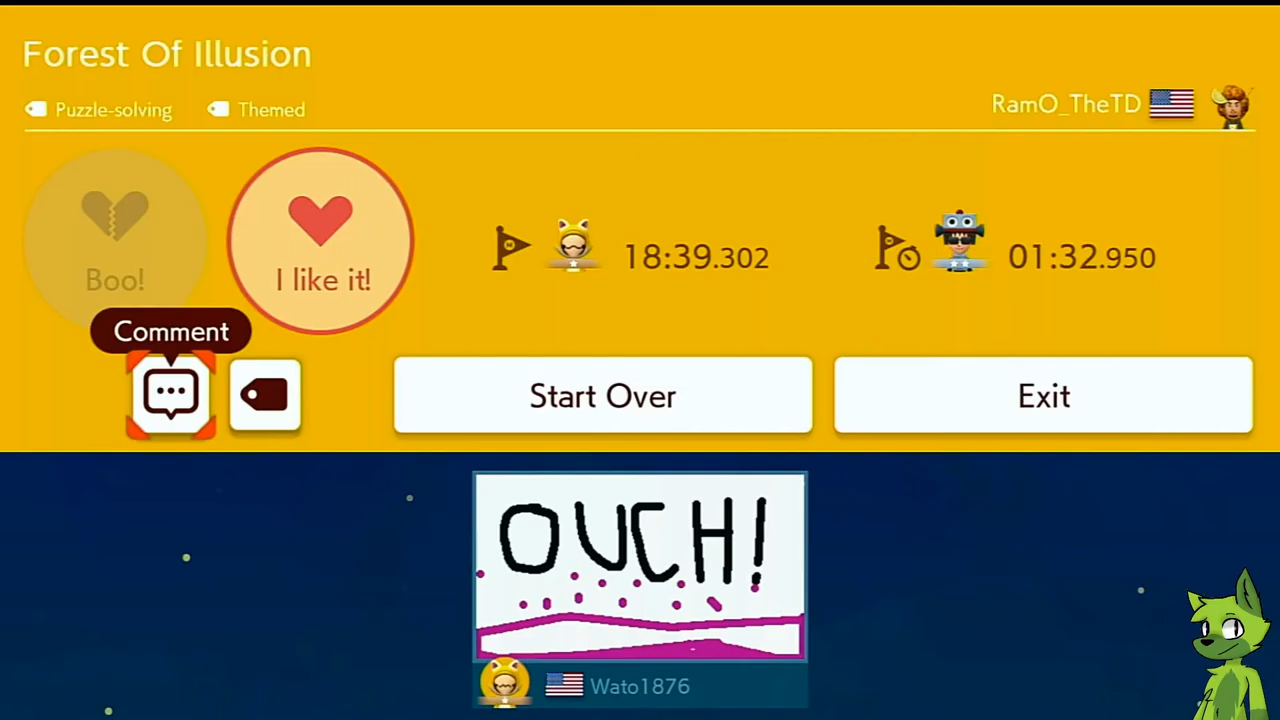 Forest Of Illusion
Puzzle-solving Themed
RamO_TheTD
Boo!
I like it!
18:39.302
01:32.950
Comment
Start Over
Exit
OUCH!
Wato1876